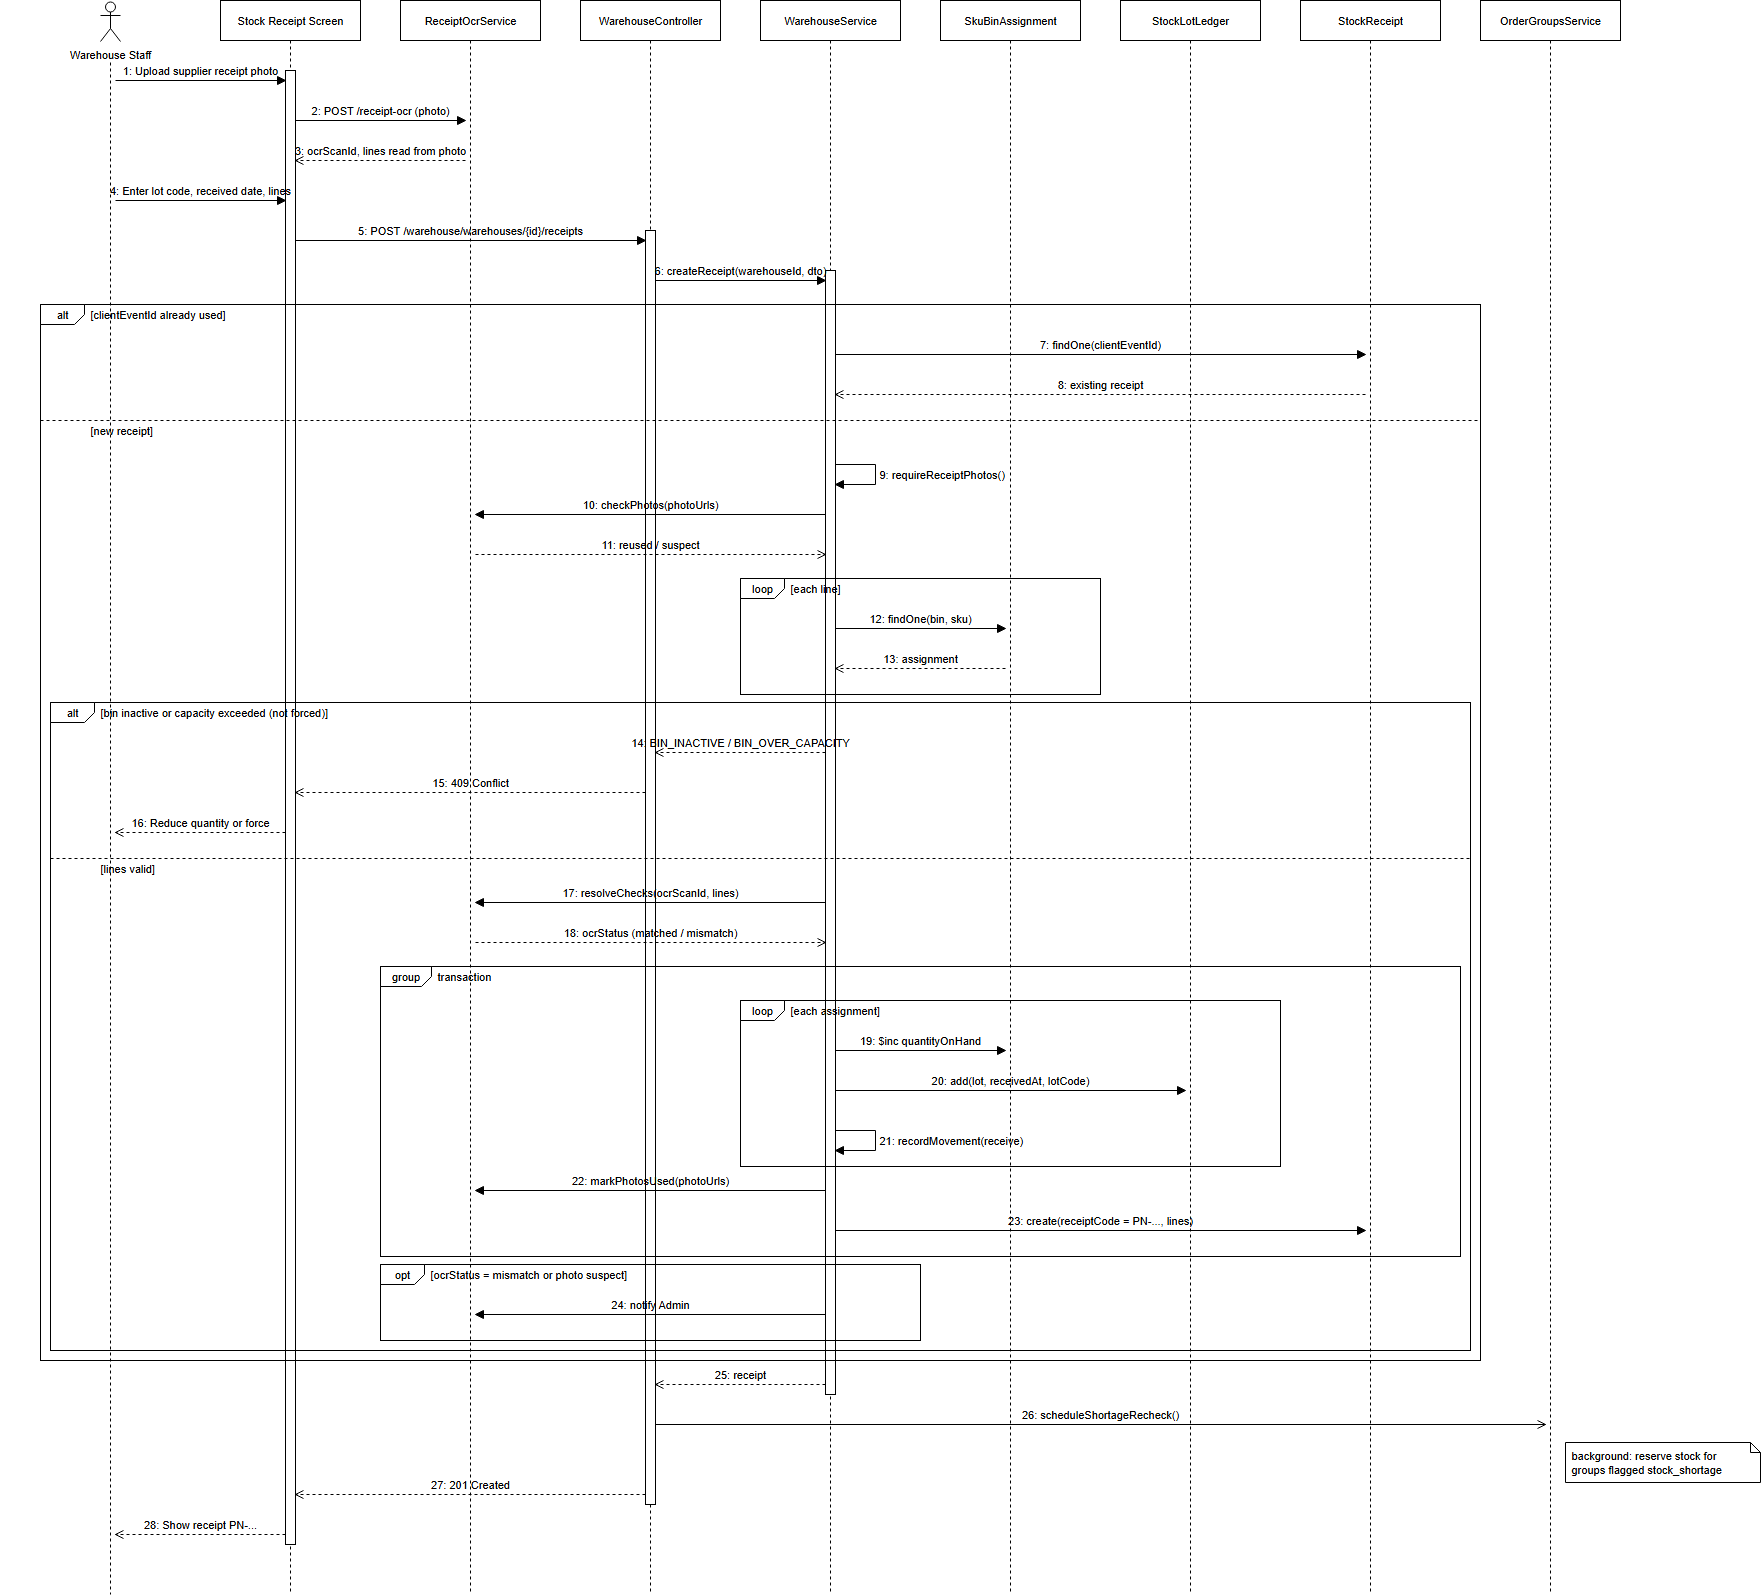 Stock Receipt Screen
ReceiptOcrService
WarehouseController
WarehouseService
SkuBinAssignment
StockLotLedger
StockReceipt
OrderGroupsService
Warehouse Staff
1: Upload supplier receipt photo
2: POST /receipt-ocr (photo)
3: ocrScanId, lines read from photo
4: Enter lot code, received date, lines
5: POST /warehouse/warehouses/{id}/receipts
6: createReceipt(warehouseId, dto)
alt
[clientEventId already used]
7: findOne(clientEventId)
8: existing receipt
[new receipt]
9: requireReceiptPhotos()
10: checkPhotos(photoUrls)
11: reused / suspect
loop
[each line]
12: findOne(bin, sku)
13: assignment
alt
[bin inactive or capacity exceeded (not forced)]
14: BIN_INACTIVE / BIN_OVER_CAPACITY
15: 409 Conflict
16: Reduce quantity or force
[lines valid]
17: resolveChecks(ocrScanId, lines)
18: ocrStatus (matched / mismatch)
group
transaction
loop
[each assignment]
19: $inc quantityOnHand
20: add(lot, receivedAt, lotCode)
21: recordMovement(receive)
22: markPhotosUsed(photoUrls)
23: create(receiptCode = PN-..., lines)
opt
[ocrStatus = mismatch or photo suspect]
24: notify Admin
25: receipt
26: scheduleShortageRecheck()
background: reserve stock for
groups flagged stock_shortage
27: 201 Created
28: Show receipt PN-...